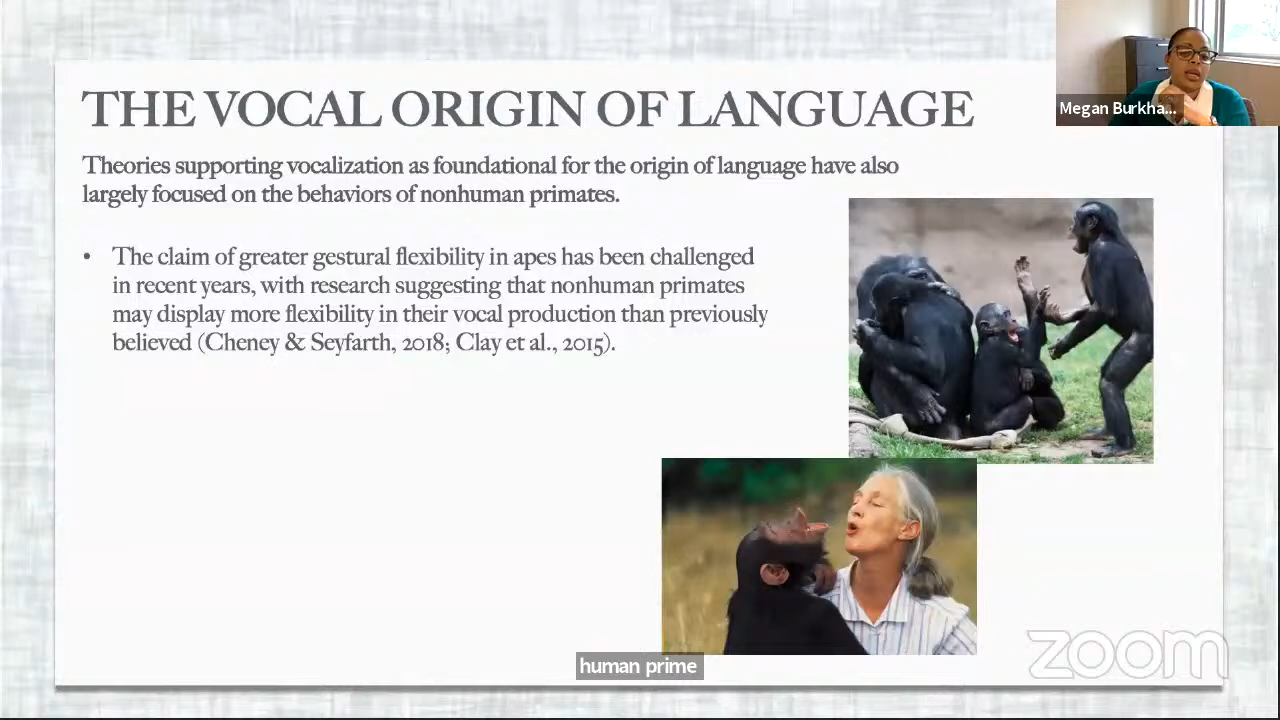 THE VOCAL ORIGIN OF LANGUAGE
Megan Burkha...
Theories supporting vocalization as foundational for the origin of language have also
largely focused on the behaviors of nonhuman primates.
• The claim of greater gestural flexibility in apes has been challenged
in recent years, with research suggesting that nonhuman primates
may display more flexibility in their vocal production than previously
believed (Cheney & Seyfarth, 2018; Clay et al., 2015).
human prime
zoom